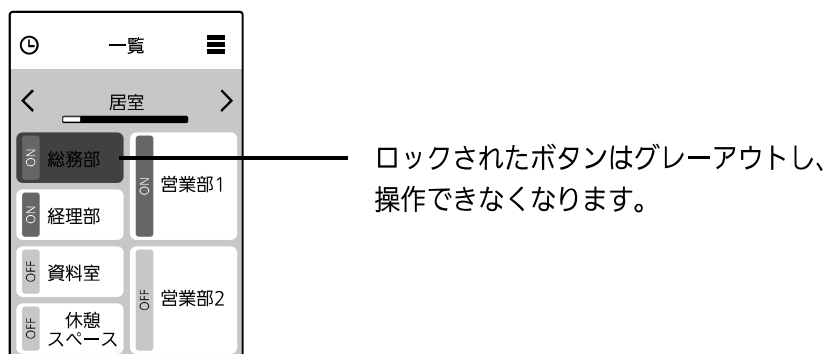 一覧
居室
ON 総務部
ON 営業部1
ON 経理部
OFF 資料室
OFF 営業部2
OFF 休憩
スペース
ロックされたボタンはグレーアウトし、
操作できなくなります。